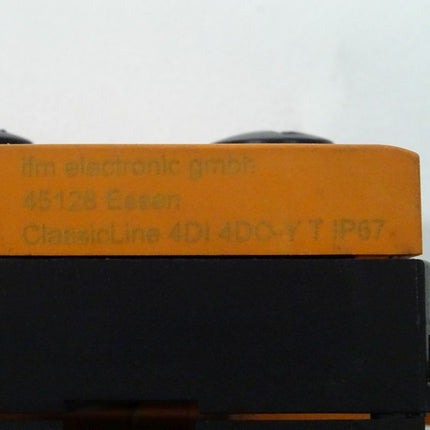 ifm electronic gmbh
45128 Essen
ClassicLine 4DI 4DO-Y T IP67